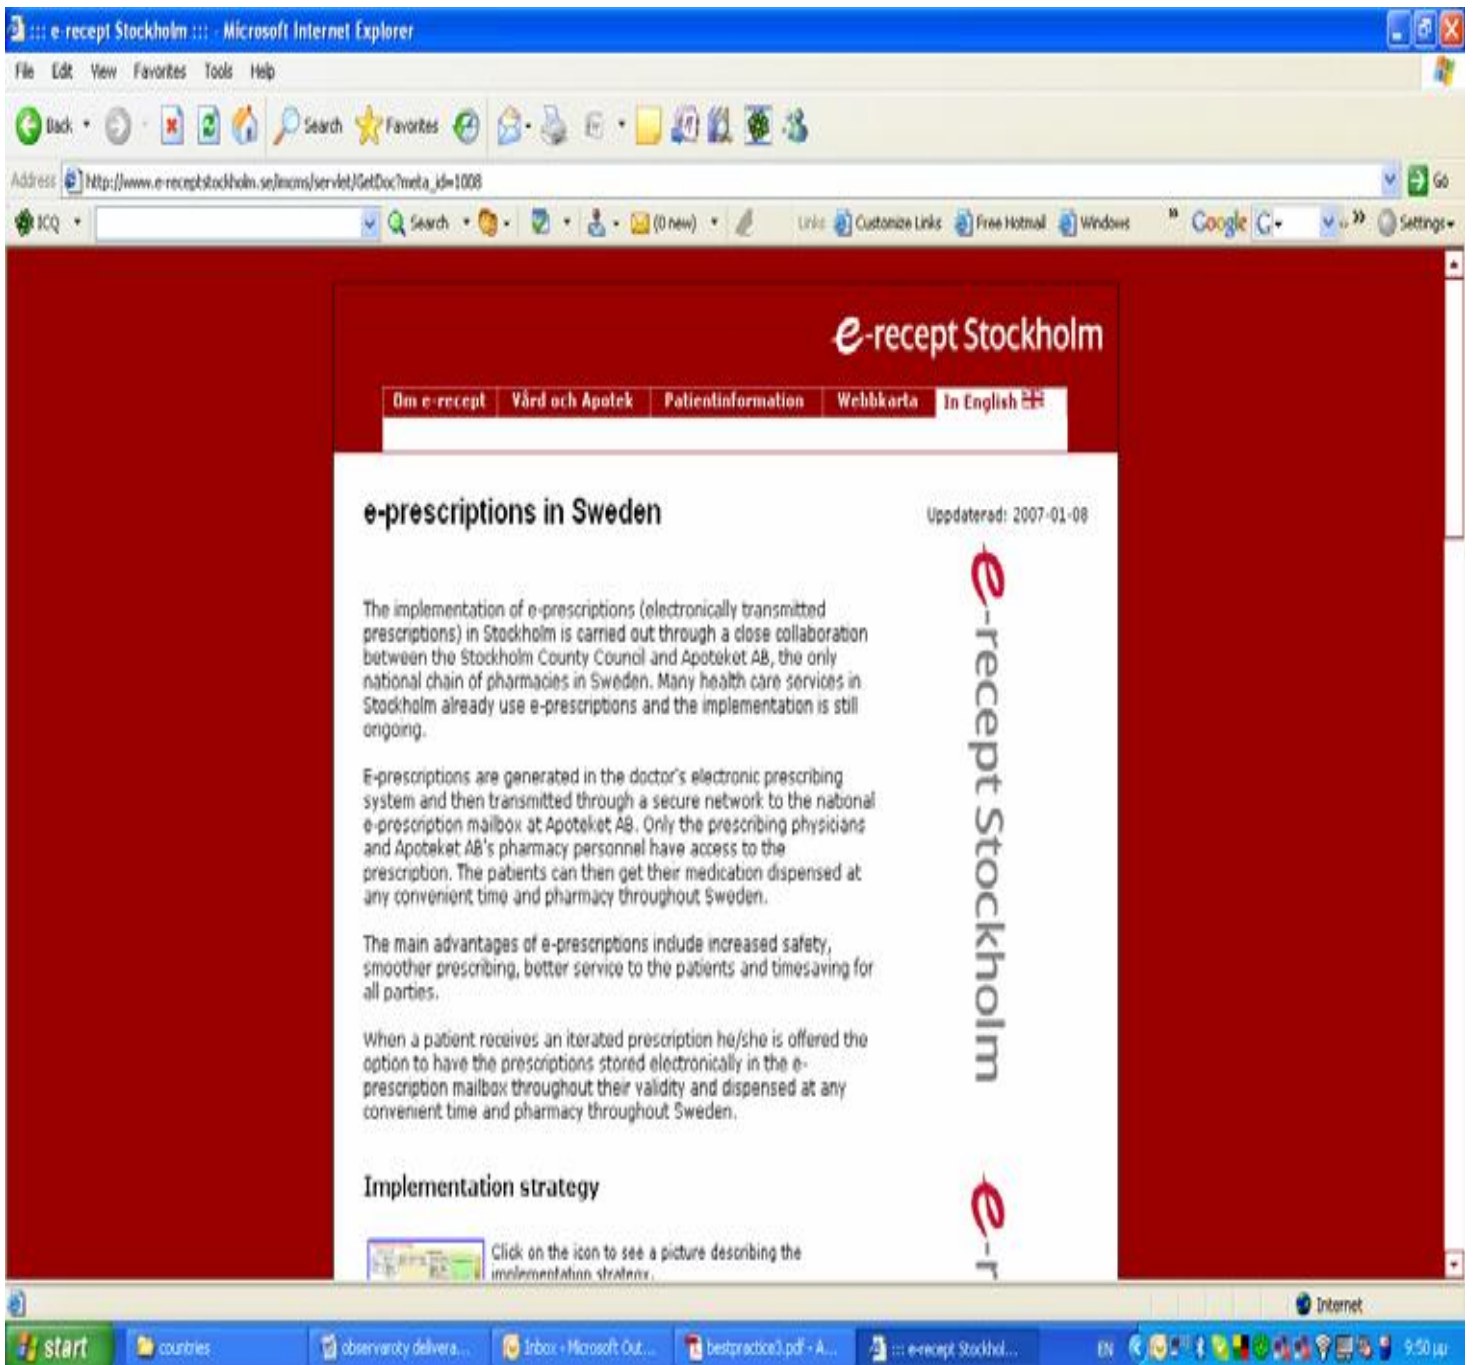 ::: e-recept Stockholm ::: - Microsoft Internet Explorer
File Edit View Favorites Tools Help
Back Search Favorites
Address http://www.e-receptstockholm.se/imcms/servlet/GetDoc?meta_id=1008 Go
ICQ Search (0 new) Links Customize Links Free Hotmail Windows » Google G Settings
e-recept Stockholm
Om e-recept Vård och Apotek Patientinformation Webbkarta In English
e-prescriptions in Sweden
Uppdaterad: 2007-01-08
The implementation of e-prescriptions (electronically transmitted
prescriptions) in Stockholm is carried out through a close collaboration
between the Stockholm County Council and Apoteket AB, the only
national chain of pharmacies in Sweden. Many health care services in
Stockholm already use e-prescriptions and the implementation is still
ongoing.
E-prescriptions are generated in the doctor's electronic prescribing
system and then transmitted through a secure network to the national
e-prescription mailbox at Apoteket AB. Only the prescribing physicians
and Apoteket AB's pharmacy personnel have access to the
prescription. The patients can then get their medication dispensed at
any convenient time and pharmacy throughout Sweden.
The main advantages of e-prescriptions include increased safety,
smoother prescribing, better service to the patients and timesaving for
all parties.
When a patient receives an iterated prescription he/she is offered the
option to have the prescriptions stored electronically in the e-
prescription mailbox throughout their validity and dispensed at any
convenient time and pharmacy throughout Sweden.
e-recept Stockholm
Implementation strategy
Click on the icon to see a picture describing the
implementation strategy.
e-r
Internet
start countries observaroty delivera... Inbox - Microsoft Out... bestpractice3.pdf - A... ::: e-recept Stockhol... EN 9:50 μμ